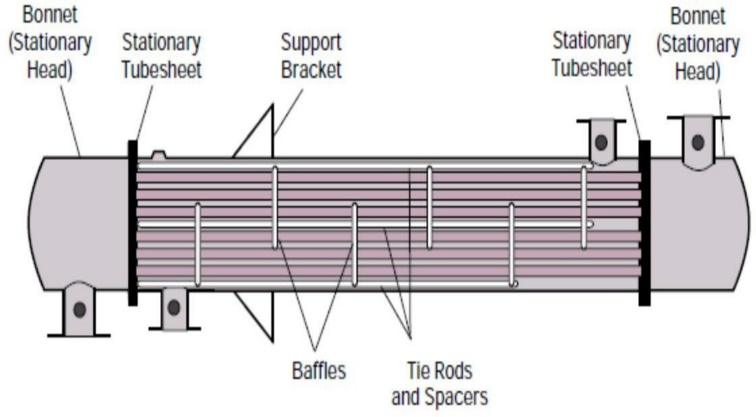 Bonnet
(Stationary
Head)
Stationary
Tubesheet
Support
Bracket
Stationary
Tubesheet
Bonnet
(Stationary
Head)
Baffles
Tie Rods
and Spacers